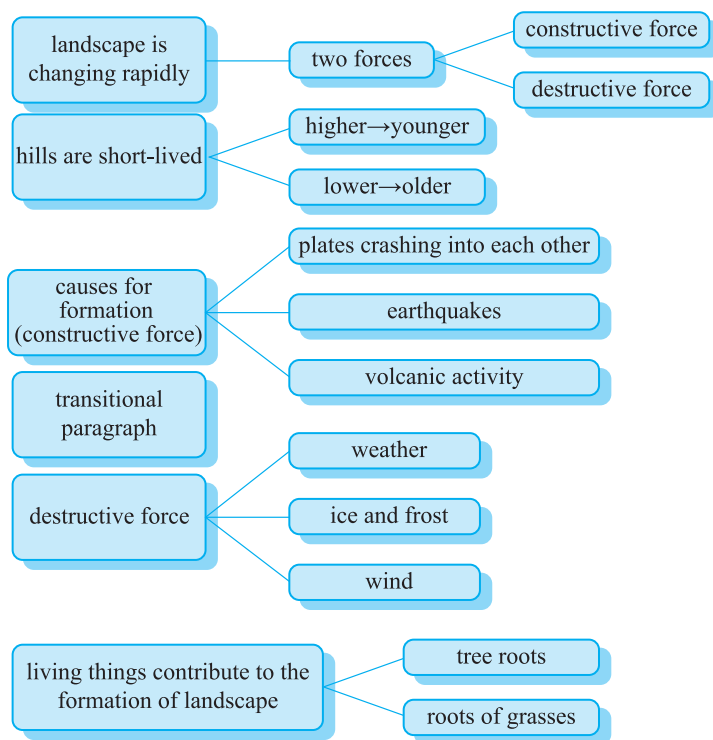 landscape is
changing rapidly
two forces
constructive force
destructive force
hills are short-lived
higher→younger
lower→older
causes for
formation
(constructive force)
plates crashing into each other
earthquakes
volcanic activity
transitional
paragraph
destructive force
weather
ice and frost
wind
living things contribute to the
formation of landscape
tree roots
roots of grasses